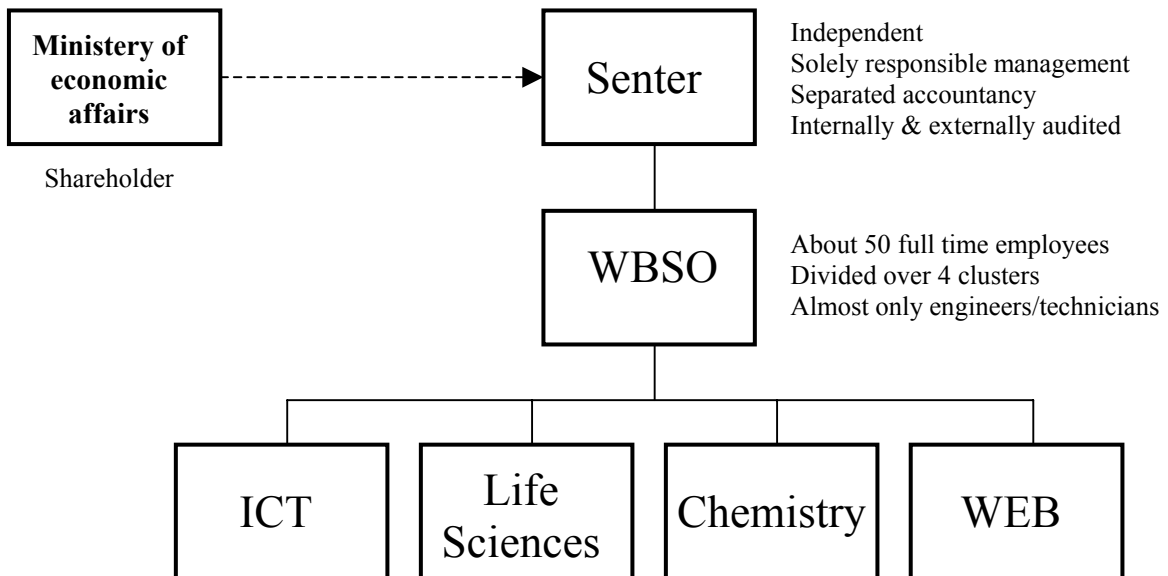 Ministery of
economic
affairs
Shareholder
Senter
Independent
Solely responsible management
Separated accountancy
Internally & externally audited
WBSO
About 50 full time employees
Divided over 4 clusters
Almost only engineers/technicians
ICT
Life
Sciences
Chemistry
WEB